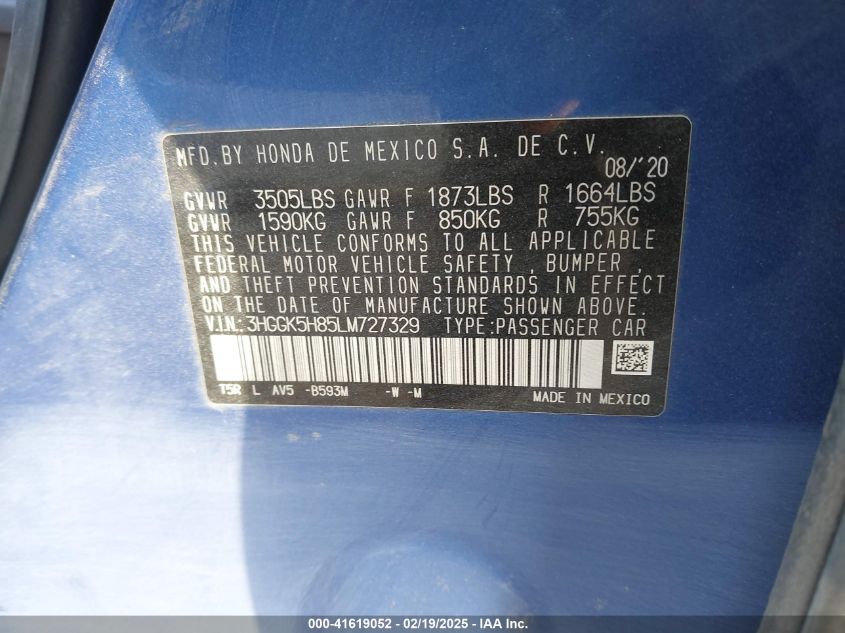 MFD.BY HONDA DE MEXICO S.A. DE C.V.
08/'20
GVWR 3505LBS GAWR F 1873LBS R 1664LBS
GVWR 1590KG GAWR F 850KG R 755KG
THIS VEHICLE CONFORMS TO ALL APPLICABLE
FEDERAL MOTOR VEHICLE SAFETY , BUMPER ,
AND THEFT PREVENTION STANDARDS IN EFFECT
ON THE DATE OF MANUFACTURE SHOWN ABOVE.
V.I.N.:3HGGK5H85LM727329 TYPE:PASSENGER CAR
T5R L AV5 -B593M -W -M
MADE IN MEXICO
000-41619052 - 02/19/2025 - IAA Inc.